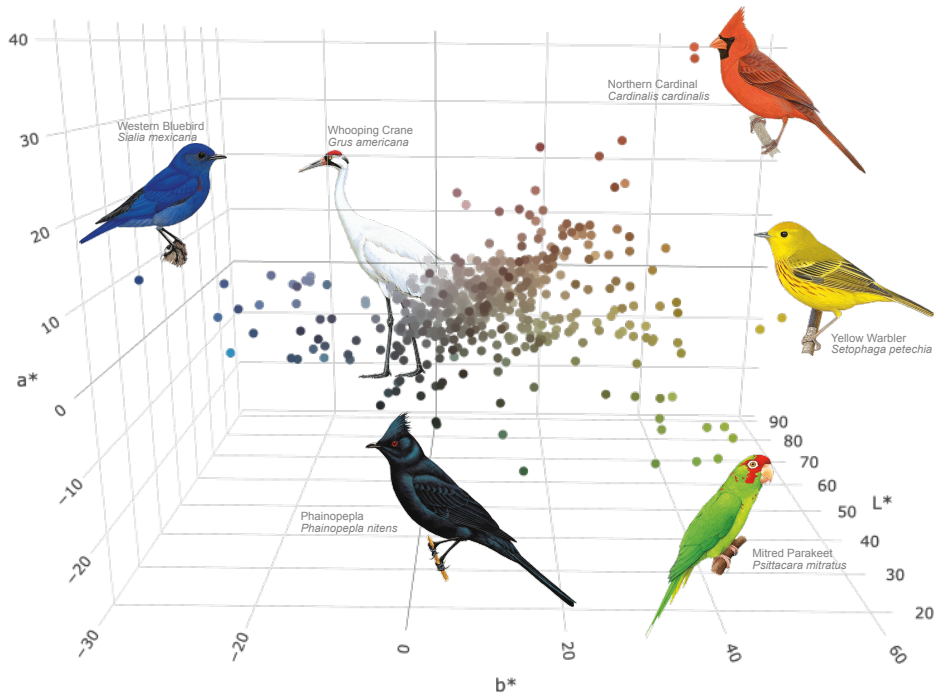 40
Northern Cardinal
Cardinalis cardinalis
30
Western Bluebird
Sialia mexicana
Whooping Crane
Grus americana
20
10
Yellow Warbler
Setophaga petechia
a*
0
90
80
70
60
50
L*
−10
Phainopepla
Phainopepla nitens
40
Mitred Parakeet
Psittacara mitratus
−20
30
20
−30
−20
0
20
40
60
b*